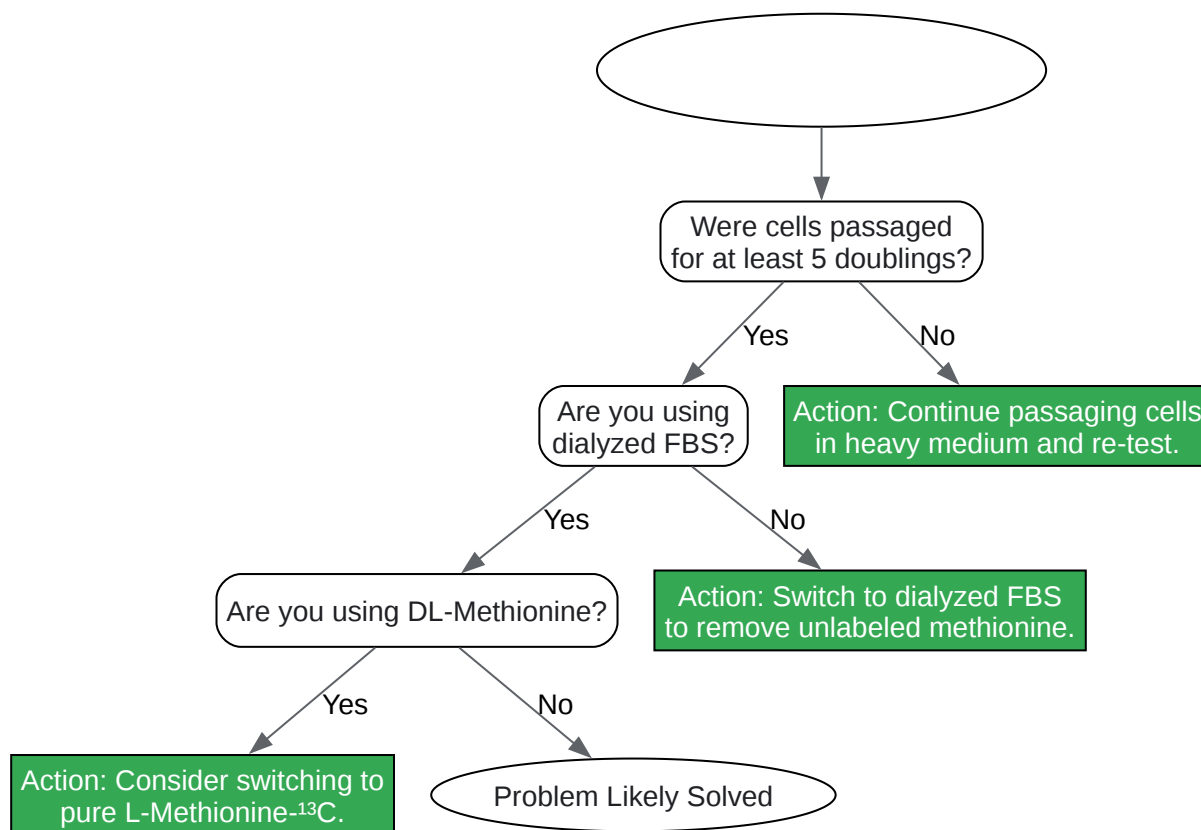 Were cells passaged
for at least 5 doublings?
Yes
No
Are you using
dialyzed FBS?
Action: Continue passaging cells
in heavy medium and re-test.
Yes
No
Are you using DL-Methionine?
Action: Switch to dialyzed FBS
to remove unlabeled methionine.
Yes
No
Action: Consider switching to
pure L-Methionine-¹³C.
Problem Likely Solved